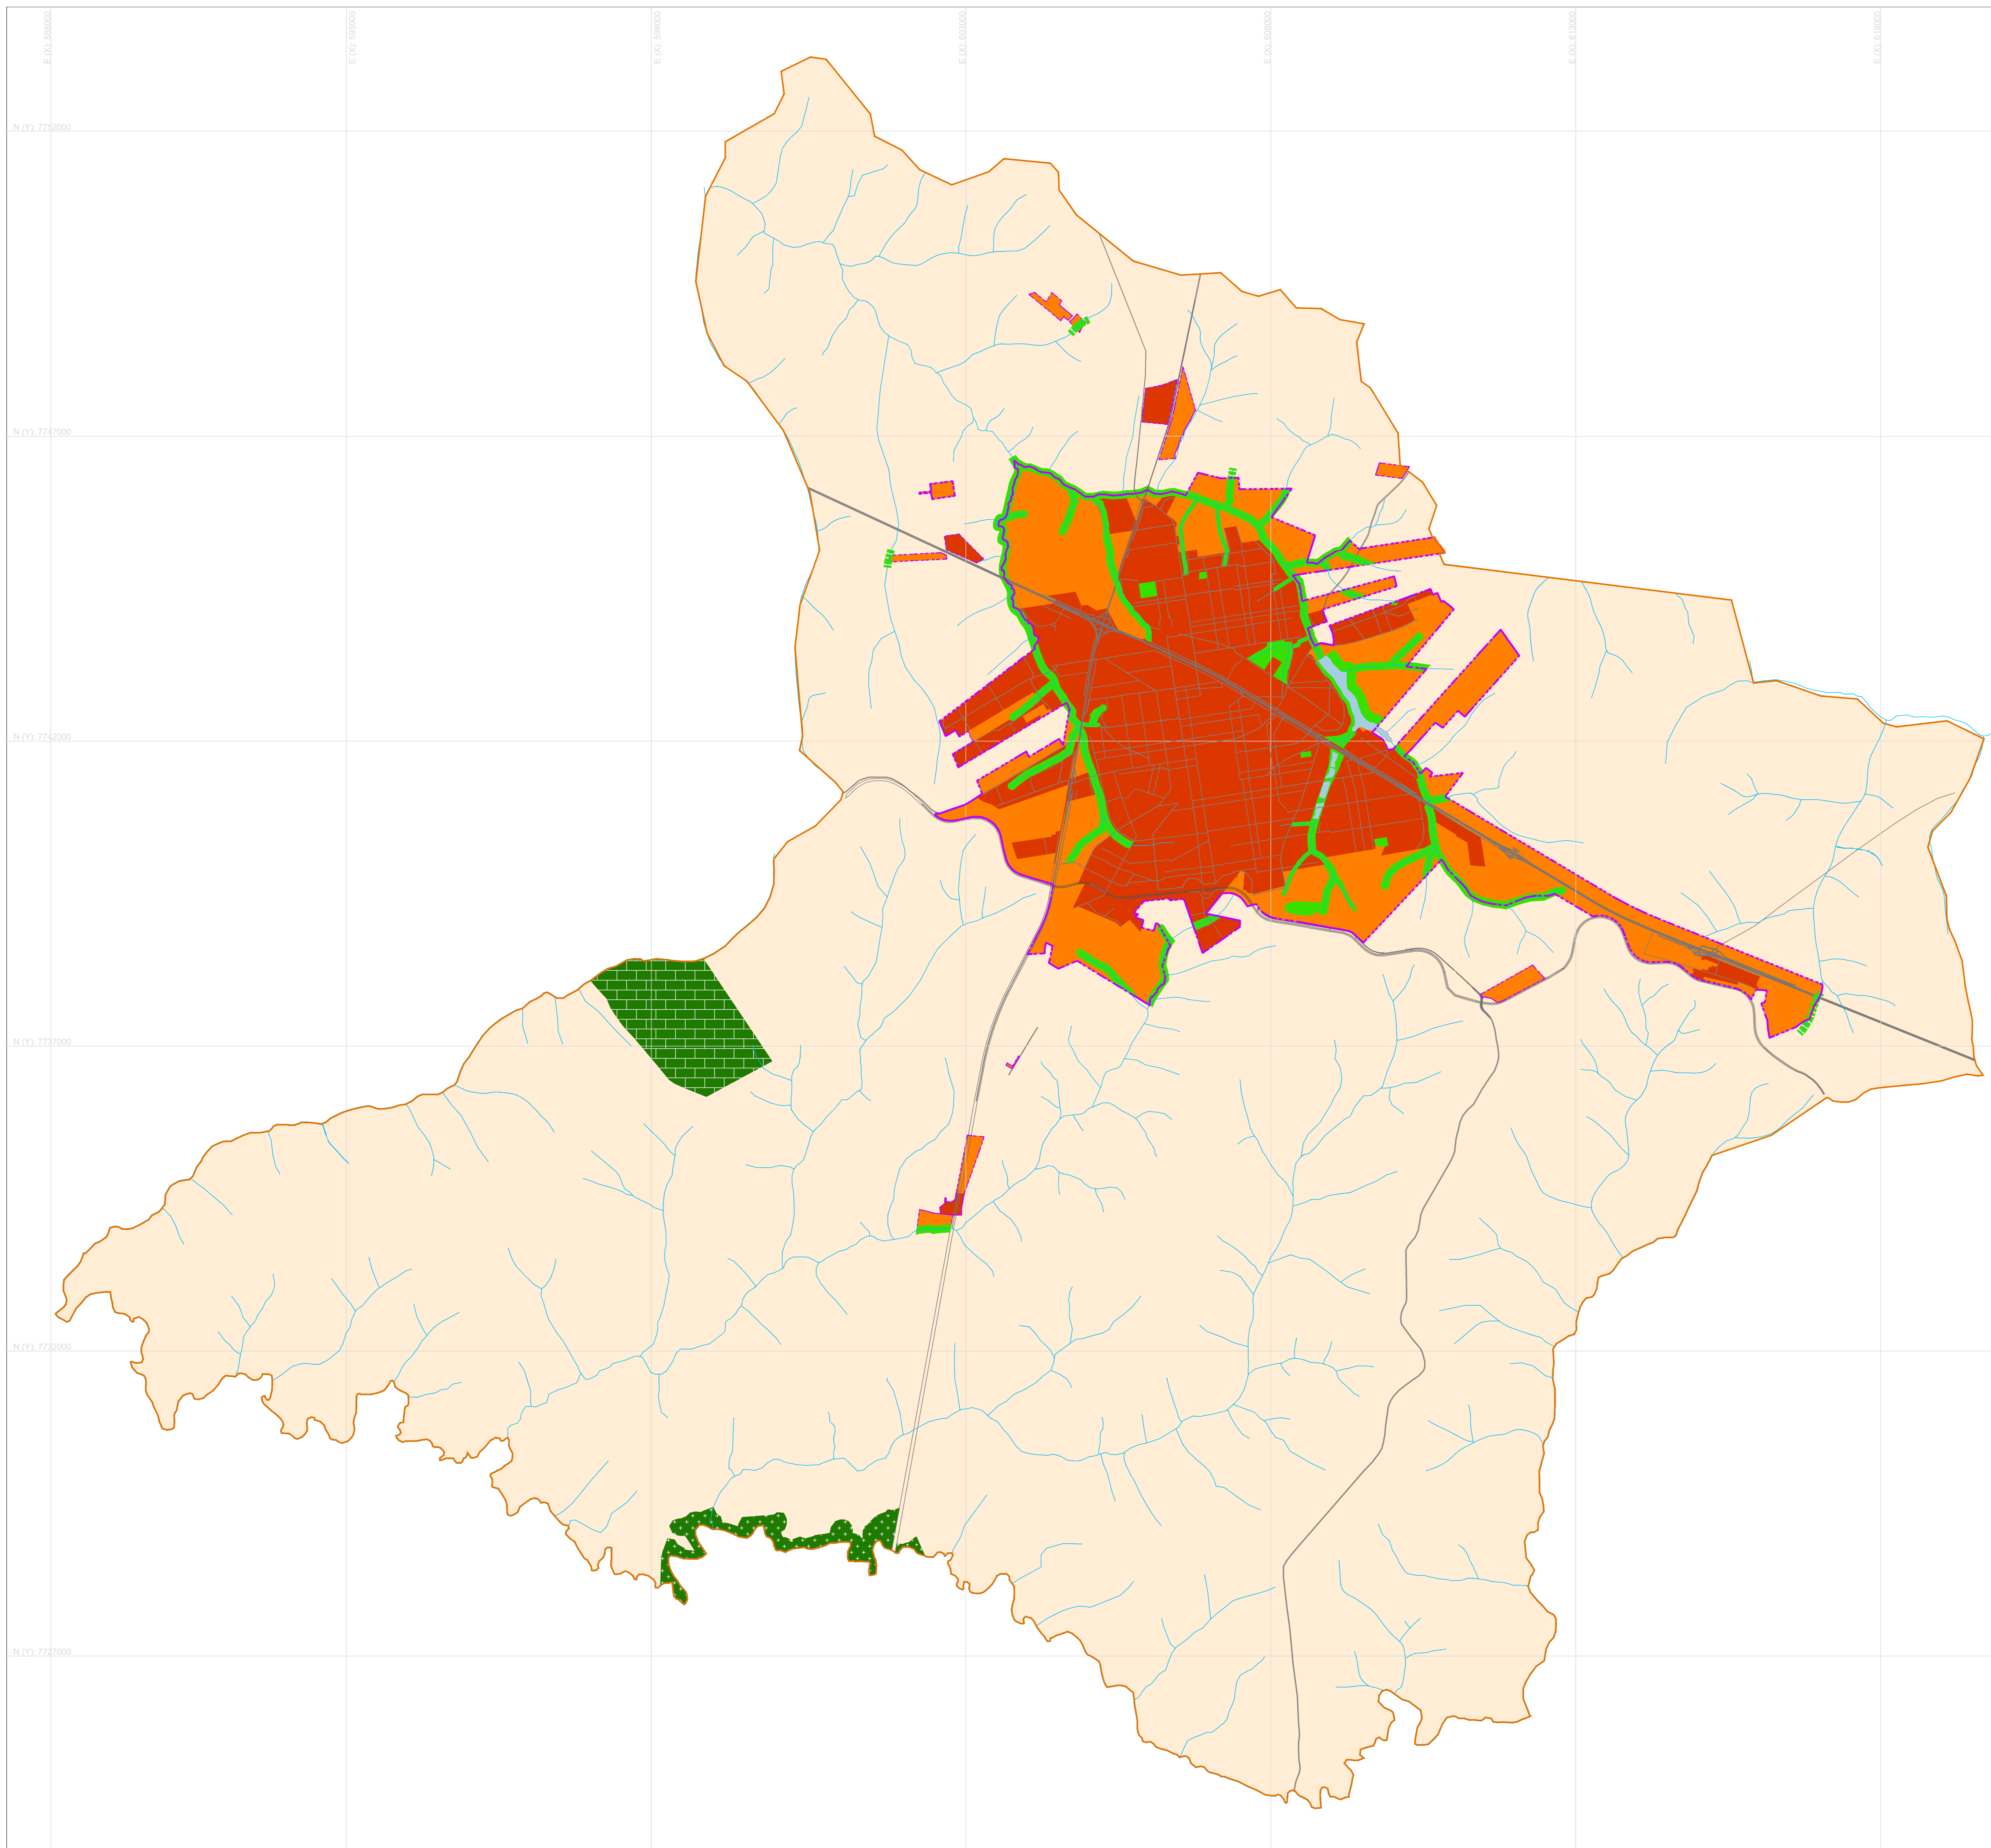 E (X): 588000
E (X): 593000
E (X): 598000
E (X): 603000
E (X): 608000
E (X): 613000
E (X): 618000
N (Y): 7752000
N (Y): 7747000
N (Y): 7742000
N (Y): 7737000
N (Y): 7732000
N (Y): 7727000